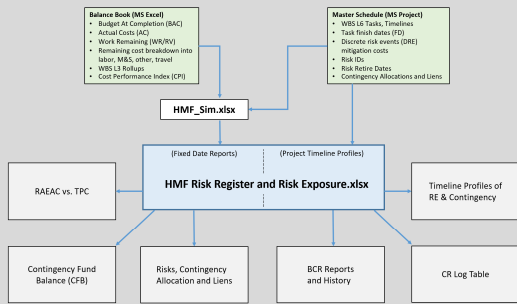 Balance Book (MS Excel)
• Budget At Completion (BAC)
• Actual Costs (AC)
• Work Remaining (WR/RV)
• Remaining cost breakdown into
labor, M&S, other, travel
• WBS L3 Rollups
• Cost Performance Index (CPI)
Master Schedule (MS Project)
• WBS L6 Tasks, Timelines
• Task finish dates (FD)
• Discrete risk events (DRE)
mitigation costs
• Risk IDs
• Risk Retire Dates
• Contingency Allocations and Liens
HMF_Sim.xlsx
(Fixed Date Reports)
(Project Timeline Profiles)
HMF Risk Register and Risk Exposure.xlsx
RAEAC vs. TPC
Timeline Profiles of
RE & Contingency
Contingency Fund
Balance (CFB)
Risks, Contingency
Allocation and Liens
BCR Reports
and History
CR Log Table